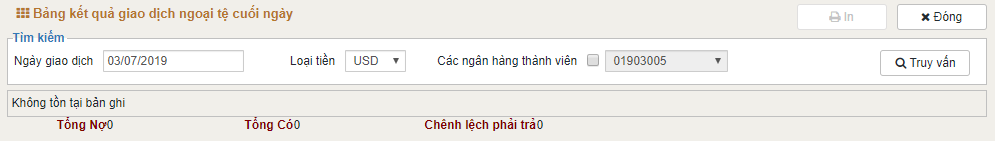 Bảng kết quả giao dịch ngoại tệ cuối ngày In Đóng
Tìm kiếm
Ngày giao dịch 03/07/2019 Loại tiền USD Các ngân hàng thành viên 01903005 Truy vấn
Không tồn tại bản ghi
Tổng Nợ0 Tổng Có0 Chênh lệch phải trả0